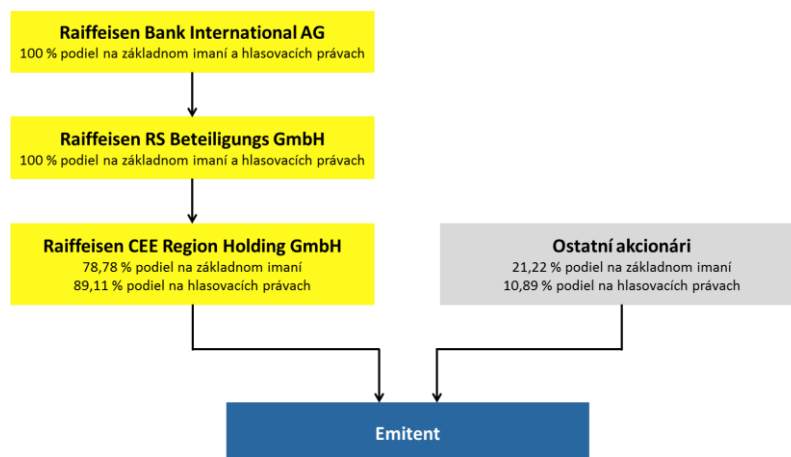 Raiffeisen Bank International AG
100 % podiel na základnom imaní a hlasovacích právach
Raiffeisen RS Beteiligungs GmbH
100 % podiel na základnom imaní a hlasovacích právach
Raiffeisen CEE Region Holding GmbH
78,78 % podiel na základnom imaní
89,11 % podiel na hlasovacích právach
Ostatní akcionári
21,22 % podiel na základnom imaní
10,89 % podiel na hlasovacích právach
Emitent